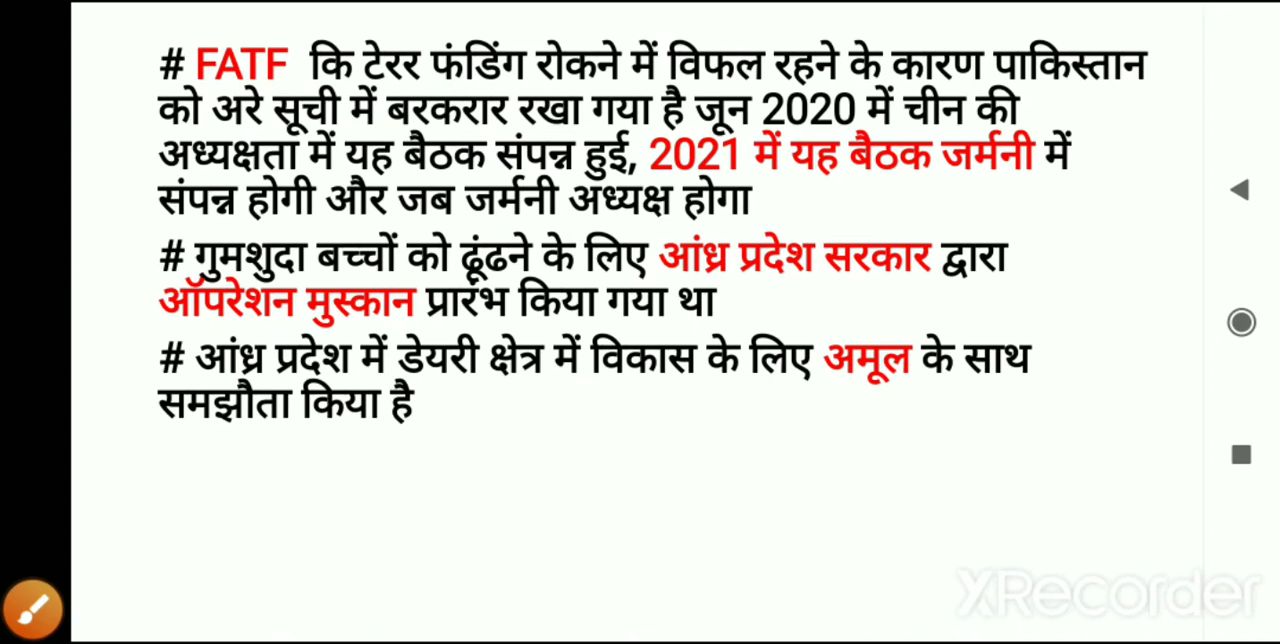 # FATF कि टेरर फंडिंग रोकने में विफल रहने के कारण पाकिस्तान
को अरे सूची में बरकरार रखा गया है जून 2020 में चीन की
अध्यक्षता में यह बैठक संपन्न हुई, 2021 में यह बैठक जर्मनी में
संपन्न होगी और जब जर्मनी अध्यक्ष होगा
# गुमशुदा बच्चों को ढूंढने के लिए आंध्र प्रदेश सरकार द्वारा
ऑपरेशन मुस्कान प्रारंभ किया गया था
# आंध्र प्रदेश में डेयरी क्षेत्र में विकास के लिए अमूल के साथ
समझौता किया है
XRecorder